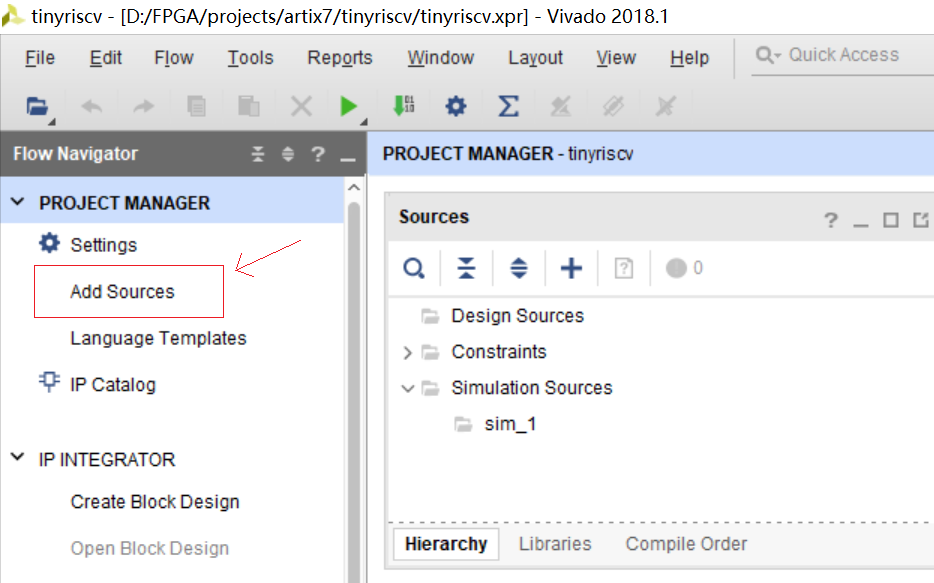 tinyriscv - [D:/FPGA/projects/artix7/tinyriscv/tinyriscv.xpr] - Vivado 2018.1
File Edit Flow Tools Reports Window Layout View Help Quick Access
Flow Navigator
PROJECT MANAGER
Settings
Add Sources
Language Templates
IP Catalog
IP INTEGRATOR
Create Block Design
Open Block Design
PROJECT MANAGER - tinyriscv
Sources
0
Design Sources
Constraints
Simulation Sources
sim_1
Hierarchy Libraries Compile Order